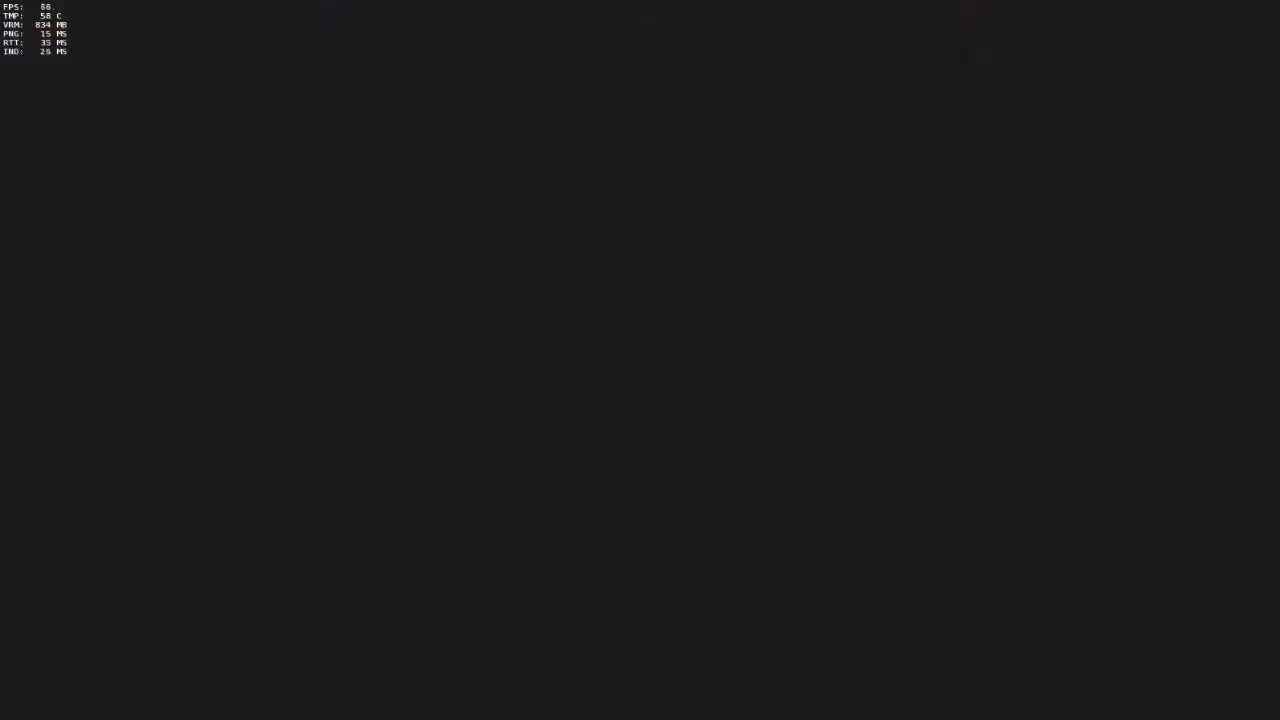 FPS: 86
TMP: 58 C
VRM: 834 MB
PNG: 15 MS
RTT: 35 MS
IND: 26 MS